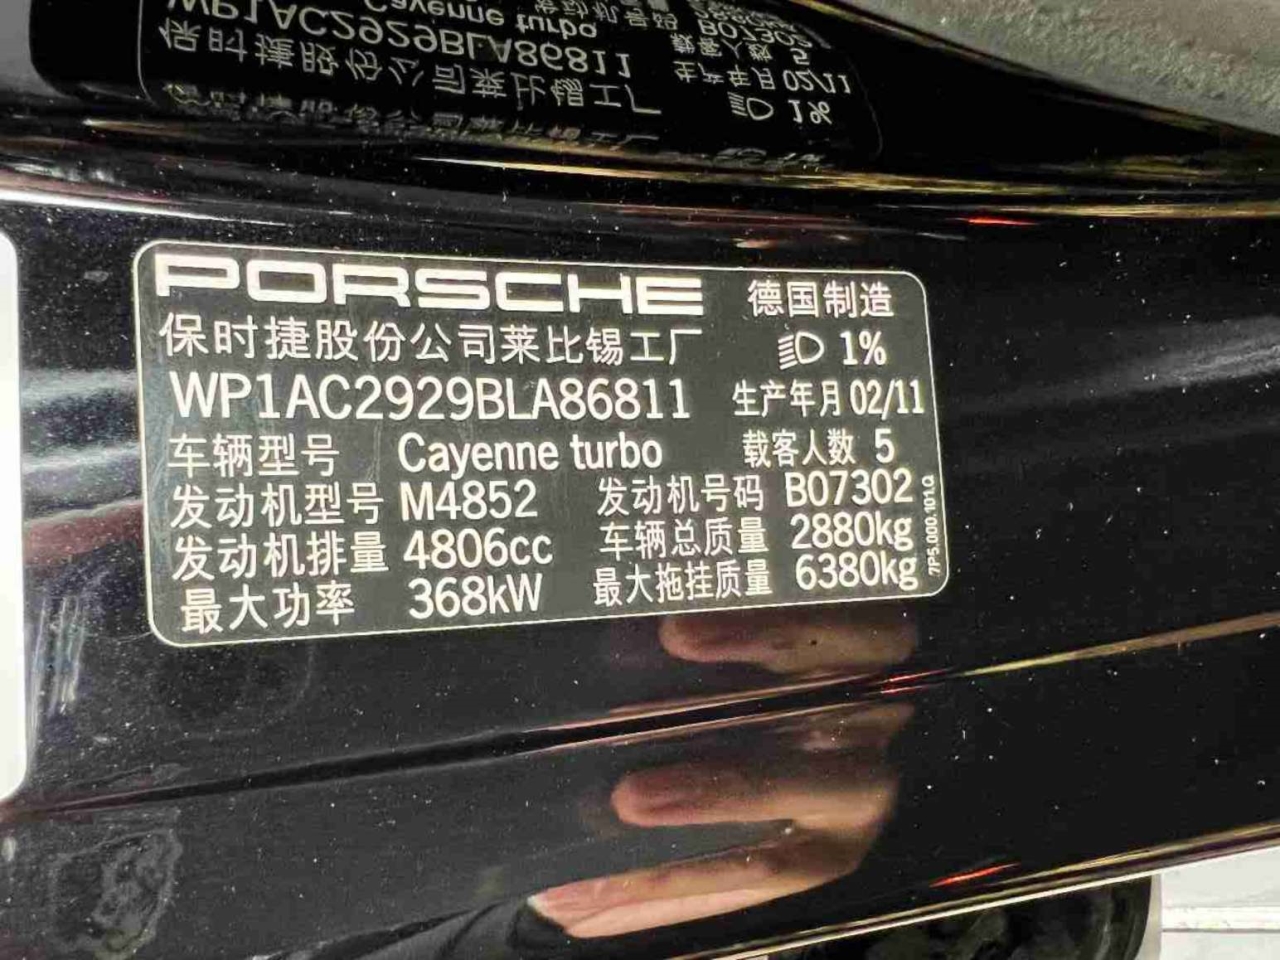 PORSCHE 德国制造
保时捷股份公司莱比锡工厂 1%
WP1AC2929BLA86811 生产年月 02/11
车辆型号 Cayenne turbo 载客人数 5
发动机型号 M4852 发动机号码 B07302
发动机排量 4806cc 车辆总质量 2880kg
最大功率 368kW 最大拖挂质量 6380kg
7P5.000.101.Q